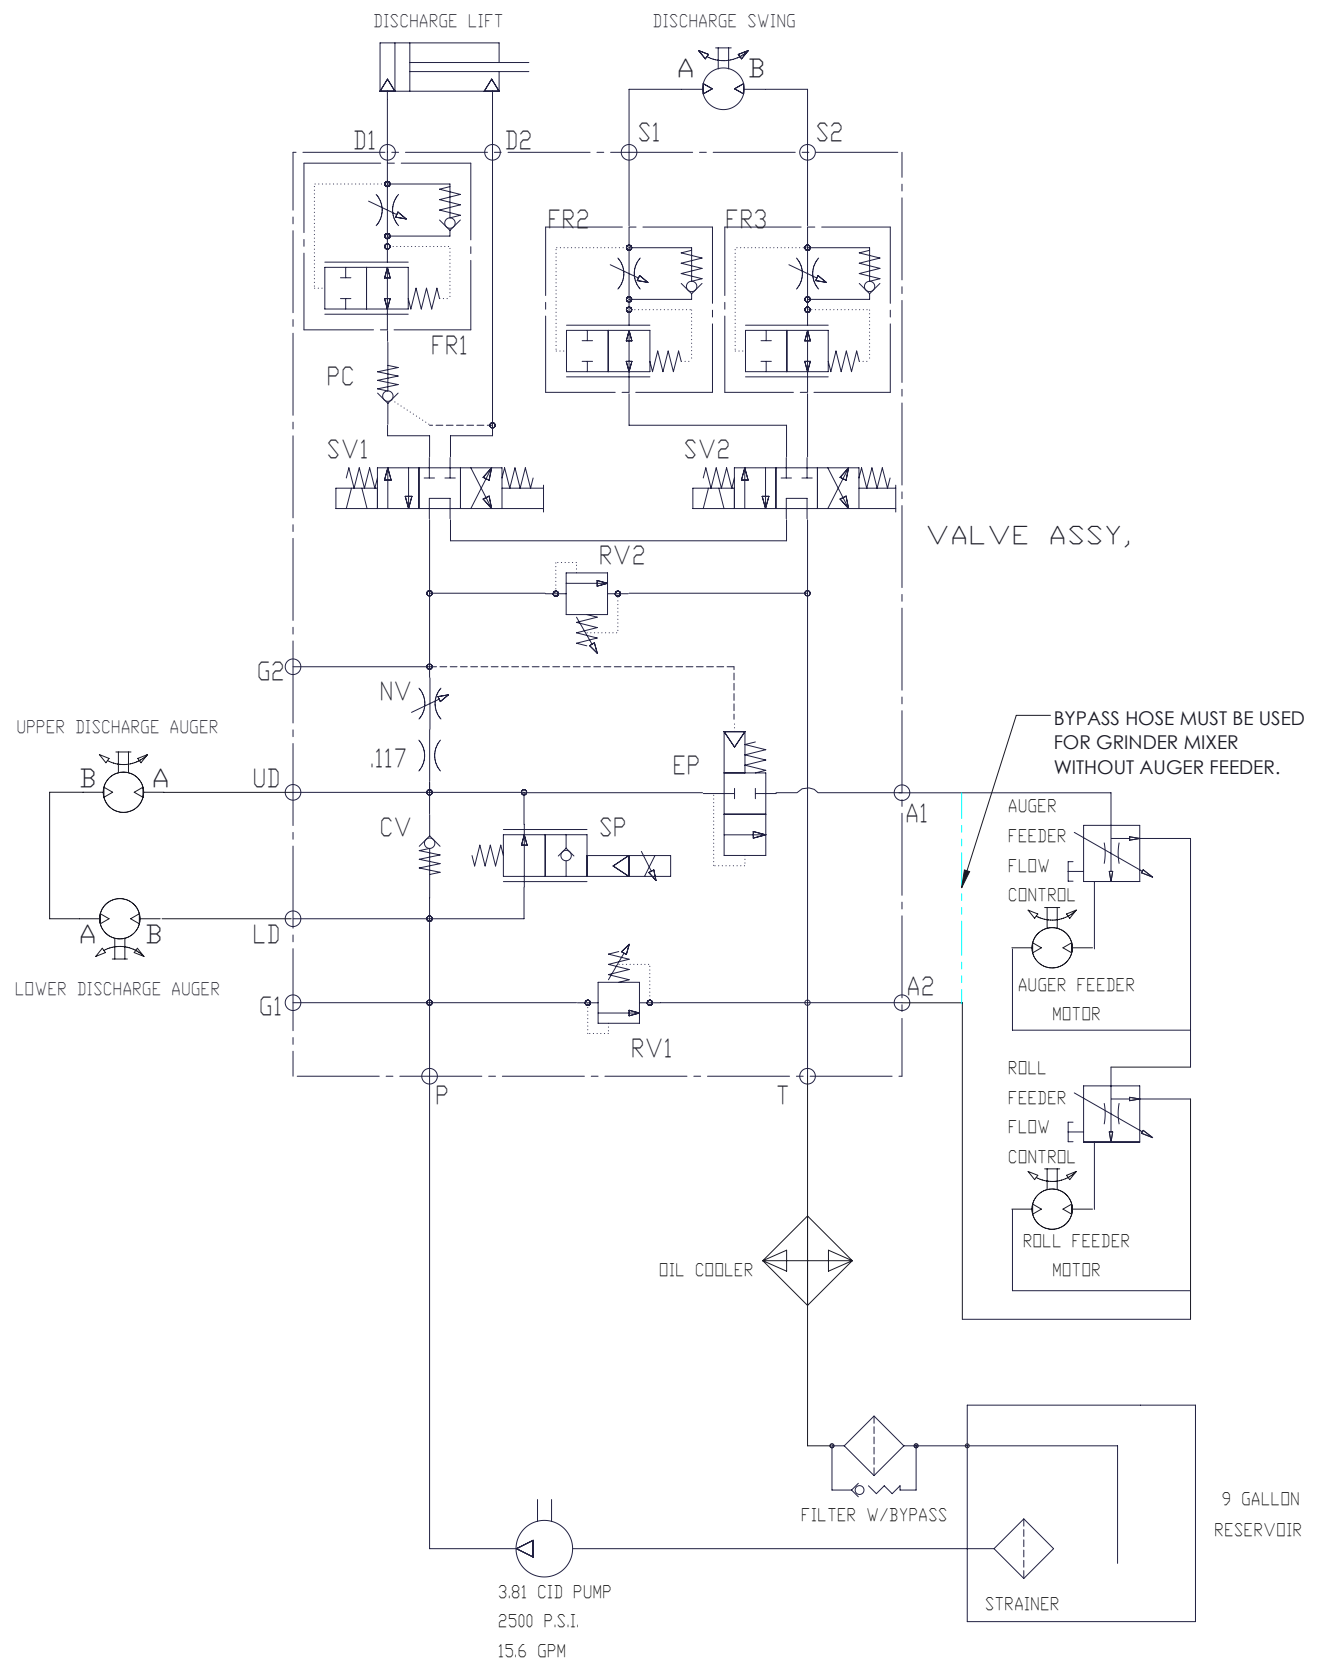 DISCHARGE LIFT
DISCHARGE SWING
A
B
D1
D2
S1
S2
FR2
FR3
FR1
PC
SV1
SV2
VALVE ASSY,
RV2
G2
NV
BYPASS HOSE MUST BE USED
FOR GRINDER MIXER
WITHOUT AUGER FEEDER.
UPPER DISCHARGE AUGER
.117
EP
B
A
UD
A1
AUGER
FEEDER
FLOW
CONTROL
CV
SP
A
B
LD
LOWER DISCHARGE AUGER
AUGER FEEDER
MOTOR
G1
A2
RV1
P
T
ROLL
FEEDER
FLOW
CONTROL
ROLL FEEDER
MOTOR
OIL COOLER
FILTER W/BYPASS
9 GALLON
RESERVOIR
STRAINER
3.81 CID PUMP
2500 P.S.I.
15.6 GPM